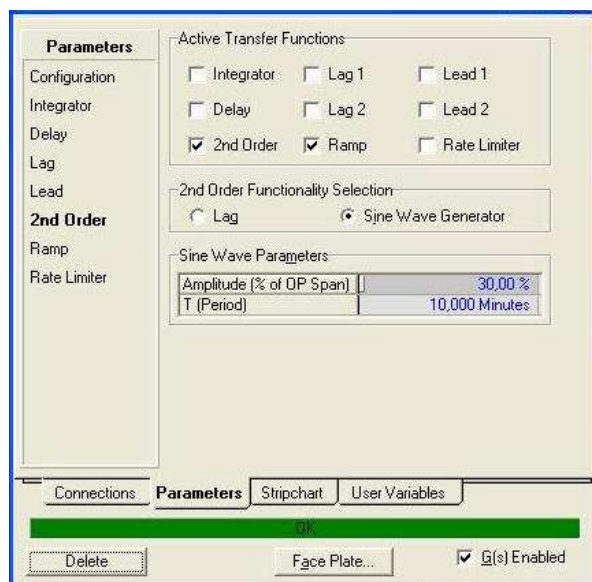 Parameters
Configuration
Integrator
Delay
Lag
Lead
2nd Order
Ramp
Rate Limiter
Active Transfer Functions
Integrator Lag 1 Lead 1
Delay Lag 2 Lead 2
2nd Order Ramp Rate Limiter
2nd Order Functionality Selection
Lag Sine Wave Generator
Sine Wave Parameters
Amplitude (% of OP Span) 30,00 %
T (Period) 10,000 Minutes
Connections Parameters Stripchart User Variables
OK
Delete Face Plate... G(s) Enabled